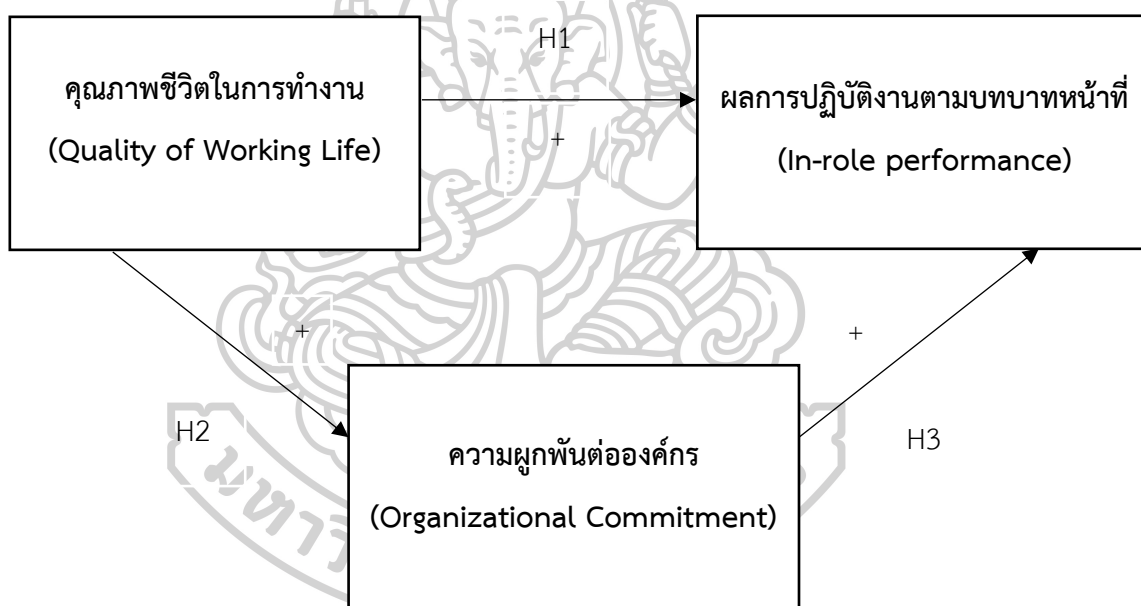 H1
คุณภาพชีวิตในการทำงาน
(Quality of Working Life)
+
ผลการปฏิบัติงานตามบทบาทหน้าที่
(In-role performance)
+
+
H2
H3
ความผูกพันต่อองค์กร
(Organizational Commitment)